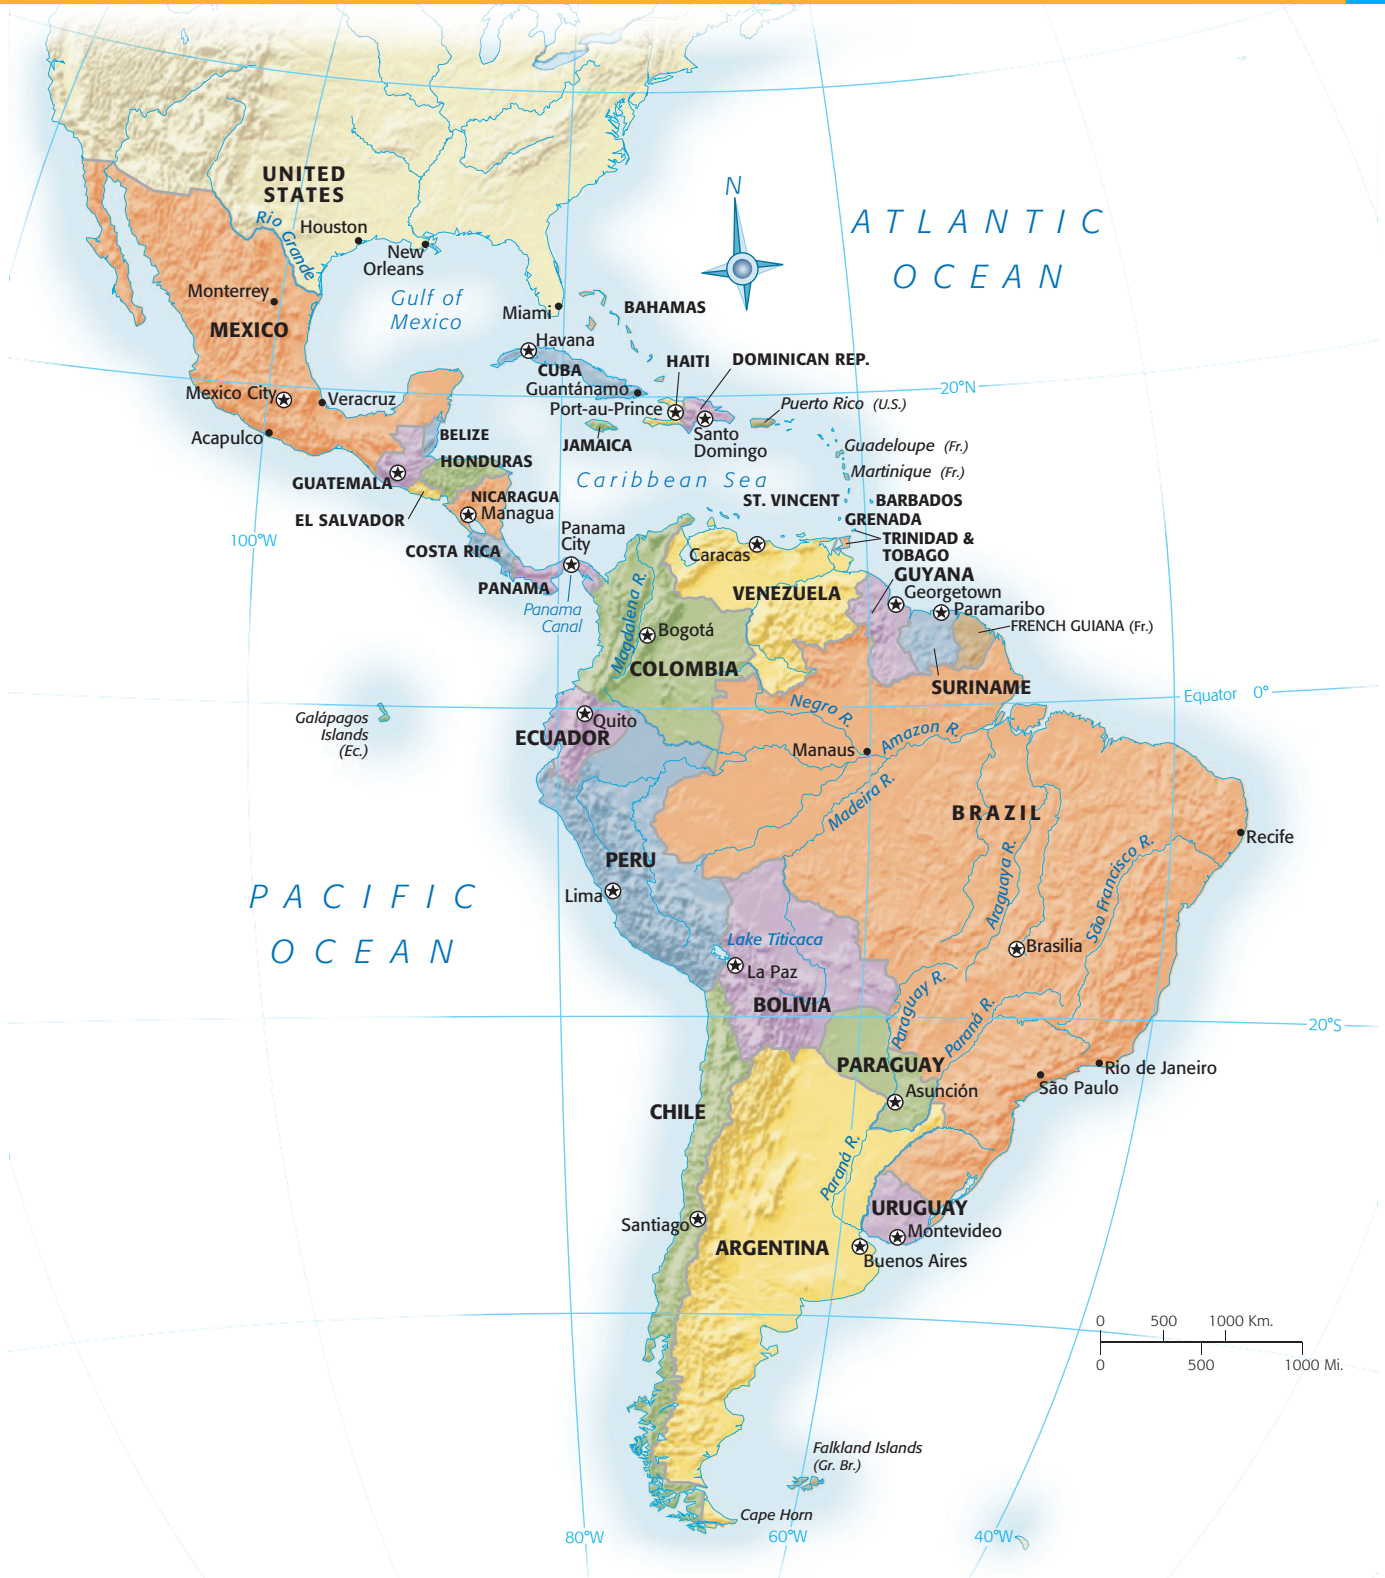 UNITED
STATES
Rio Grande
Houston
New
Orleans
N
ATLANTIC
OCEAN
Monterrey
MEXICO
Gulf of
Mexico
Miami
BAHAMAS
Havana
CUBA
Guantánamo
HAITI
DOMINICAN REP.
20°N
Mexico City
Veracruz
Port-au-Prince
Puerto Rico (U.S.)
Acapulco
BELIZE
JAMAICA
Santo
Domingo
Guadeloupe (Fr.)
HONDURAS
Martinique (Fr.)
GUATEMALA
Caribbean Sea
NICARAGUA
Managua
ST. VINCENT
BARBADOS
EL SALVADOR
GRENADA
100°W
Panama
City
TRINIDAD &
TOBAGO
COSTA RICA
Caracas
PANAMA
GUYANA
Panama
Canal
Magdalena R.
VENEZUELA
Georgetown
Paramaribo
FRENCH GUIANA (Fr.)
Bogotá
COLOMBIA
SURINAME
Equator 0°
Galápagos
Islands
(Ec.)
Quito
ECUADOR
Negro R.
Manaus
Amazon R.
Madeira R.
BRAZIL
Recife
PERU
Araguaya R.
São Francisco R.
PACIFIC
OCEAN
Lima
Lake Titicaca
Brasilia
La Paz
BOLIVIA
Paraguay R.
Paraná R.
20°S
PARAGUAY
Rio de Janeiro
São Paulo
Asunción
CHILE
Paraná R.
URUGUAY
Santiago
Montevideo
ARGENTINA
Buenos Aires
0 500 1000 Km.
0 500 1000 Mi.
Falkland Islands
(Gr. Br.)
Cape Horn
80°W
60°W
40°W